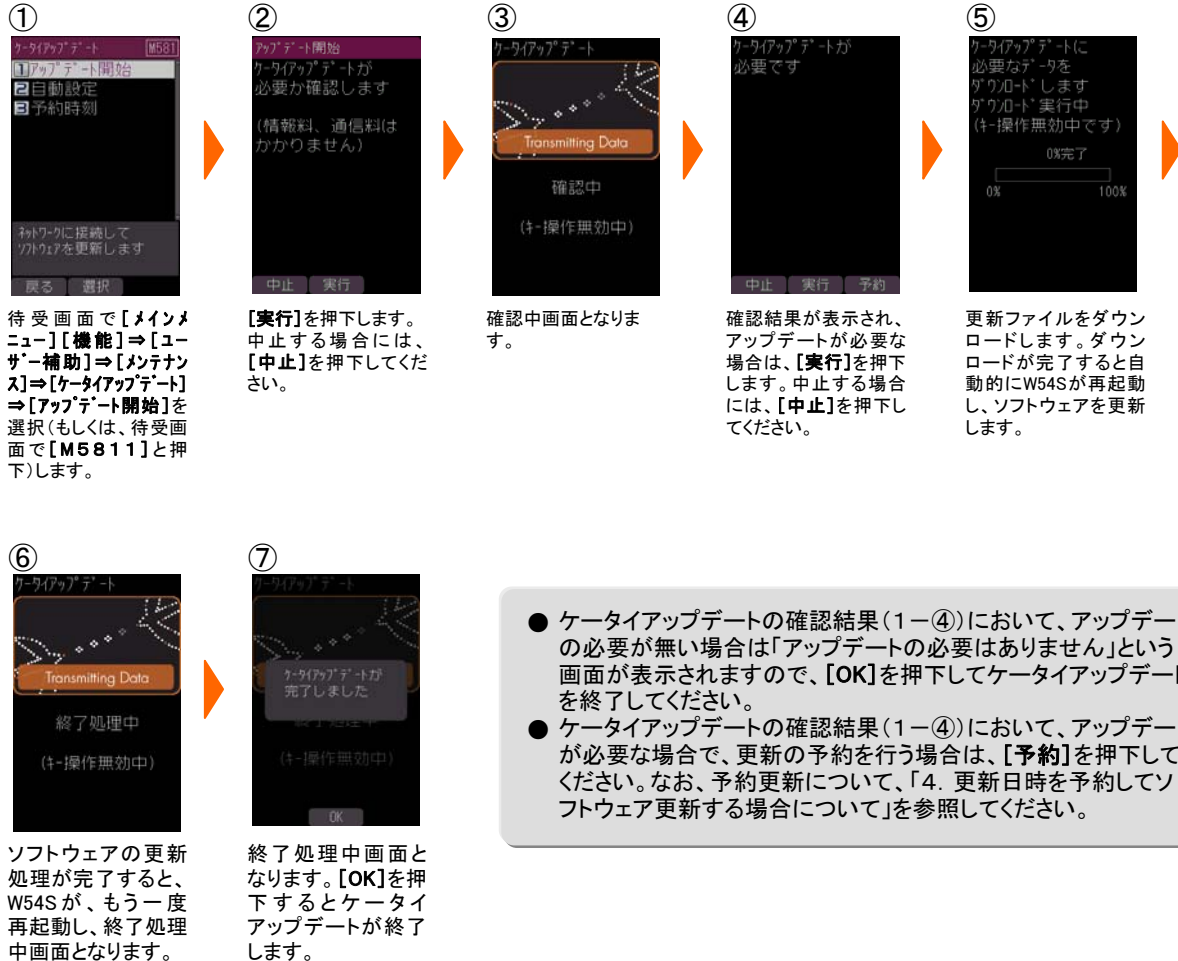 ①
ケータイアップデート M581
1 アップデート開始
2 自動設定
3 予約時刻
ネットワークに接続して
ソフトウェアを更新します
戻る 選択
待受画面で[メインメ
ニュー][機能]⇒[ユー
ザー補助]⇒[メンテナン
ス]⇒[ケータイアップデート]
⇒[アップデート開始]を
選択(もしくは、待受画
面で[M5811]と押
下)します。
②
アップデート開始
ケータイアップデートが
必要か確認します
(情報料、通信料は
かかりません)
中止 実行
[実行]を押下します。
中止する場合には、
[中止]を押下してくだ
さい。
③
ケータイアップデート
Transmitting Data
確認中
(キー操作無効中)
確認中画面となりま
す。
④
ケータイアップデートが
必要です
中止 実行 予約
確認結果が表示され、
アップデートが必要な
場合は、[実行]を押下
します。中止する場合
には、[中止]を押下し
てください。
⑤
ケータイアップデートに
必要なデータを
ダウンロードします
ダウンロード実行中
(キー操作無効中です)
0%完了
0% 100%
更新ファイルをダウン
ロードします。ダウン
ロードが完了すると自
動的にW54Sが再起動
し、ソフトウェアを更新
します。
⑥
ケータイアップデート
Transmitting Data
終了処理中
(キー操作無効中)
ソフトウェアの更新
処理が完了すると、
W54Sが、もう一度
再起動し、終了処理
中画面となります。
⑦
ケータイアップデート
ケータイアップデートが
完了しました
終了処理中
(キー操作無効中)
OK
終了処理中画面と
なります。[OK]を押
下するとケータイ
アップデートが終了
します。
● ケータイアップデートの確認結果(1-④)において、アップデー
の必要が無い場合は「アップデートの必要はありません」という
画面が表示されますので、[OK]を押下してケータイアップデート
を終了してください。
● ケータイアップデートの確認結果(1-④)において、アップデー
が必要な場合で、更新の予約を行う場合は、[予約]を押下して
ください。なお、予約更新について、「4. 更新日時を予約してソ
フトウェア更新する場合について」を参照してください。